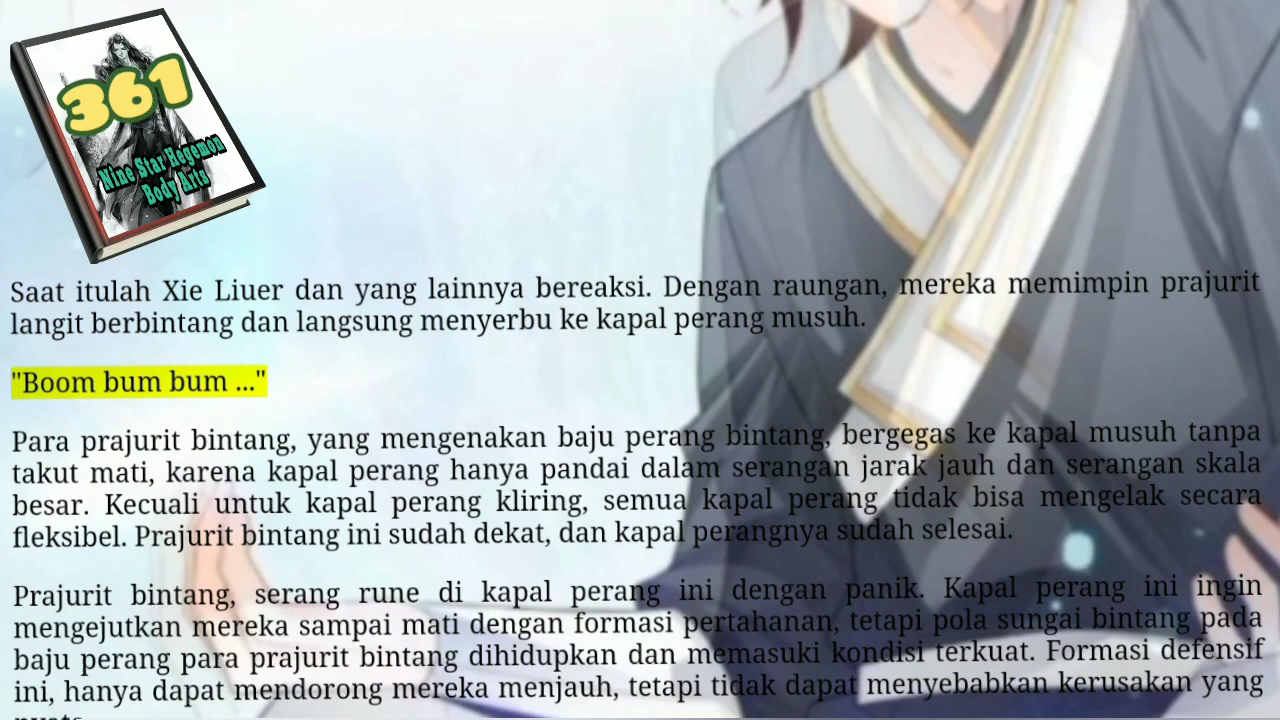 361
Nine Star Hegemon
Body Arts
Saat itulah Xie Liuer dan yang lainnya bereaksi. Dengan raungan, mereka memimpin prajurit
langit berbintang dan langsung menyerbu ke kapal perang musuh.
"Boom bum bum ..."
Para prajurit bintang, yang mengenakan baju perang bintang, bergegas ke kapal musuh tanpa
takut mati, karena kapal perang hanya pandai dalam serangan jarak jauh dan serangan skala
besar. Kecuali untuk kapal perang kliring, semua kapal perang tidak bisa mengelak secara
fleksibel. Prajurit bintang ini sudah dekat, dan kapal perangnya sudah selesai.
Prajurit bintang, serang rune di kapal perang ini dengan panik. Kapal perang ini ingin
mengejutkan mereka sampai mati dengan formasi pertahanan, tetapi pola sungai bintang pada
baju perang para prajurit bintang dihidupkan dan memasuki kondisi terkuat. Formasi defensif
ini, hanya dapat mendorong mereka menjauh, tetapi tidak dapat menyebabkan kerusakan yang